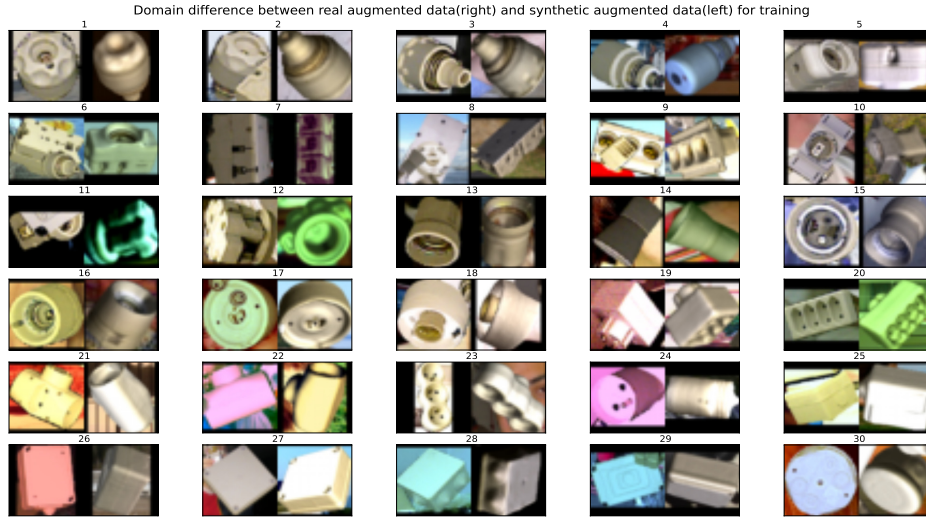 Domain difference between real augmented data(right) and synthetic augmented data(left) for training
1 2 3 4 5
6 7 8 9 10
11 12 13 14 15
16 17 18 19 20
21 22 23 24 25
26 27 28 29 30